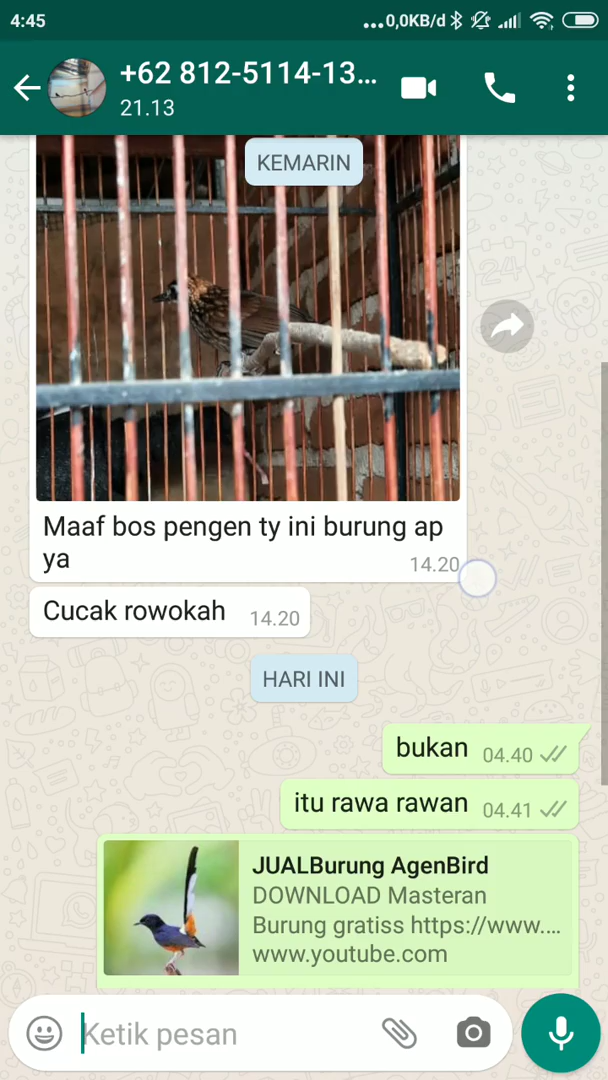 4:45
...0,0KB/d
+62 812-5114-13...
21.13
KEMARIN
Maaf bos pengen ty ini burung ap
ya
14.20
Cucak rowokah 14.20
HARI INI
bukan 04.40
itu rawa rawan 04.41
JUALBurung AgenBird
DOWNLOAD Masteran
Burung gratiss https://www....
www.youtube.com
Ketik pesan